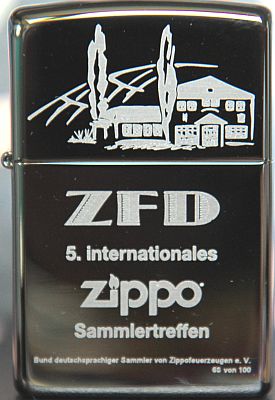 ZFD
5. internationales
zippo
Sammlertreffen
Bund deutschsprachiger Sammler von Zippofeuerzeugen e. V.
65 von 100